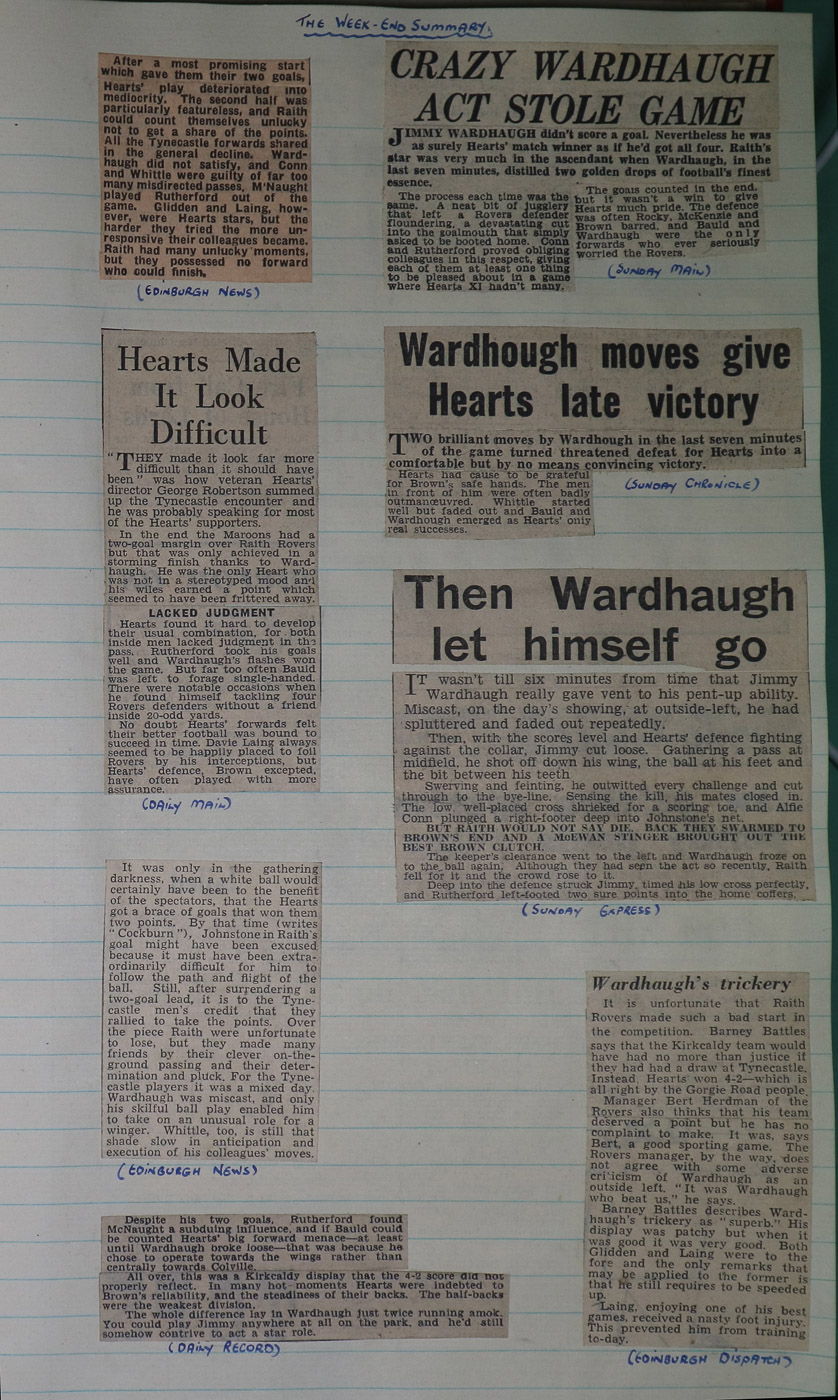 THE WEEK-END SUMMARY.
After a most promising start
which gave them their two goals,
Hearts' play deteriorated into
mediocrity. The second half was
particularly featureless, and Raith
could count themselves unlucky
not to get a share of the points.
All the Tynecastle forwards shared
in the general decline. Ward-
haugh did not satisfy, and Conn
and Whittle were guilty of far too
many misdirected passes. M'Naught
played Rutherford out of the
game. Glidden and Laing, how-
ever, were Hearts stars, but the
harder they tried the more un-
responsive their colleagues became.
Raith had many unlucky moments,
but they possessed no forward
who could finish.
(EDINBURGH NEWS)
CRAZY WARDHAUGH
ACT STOLE GAME
JIMMY WARDHAUGH didn't score a goal. Nevertheless he was
as surely Hearts' match winner as if he'd got all four. Raith's
star was very much in the ascendant when Wardhaugh, in the
last seven minutes, distilled two golden drops of football's finest
essence.
The process each time was the
same. A neat bit of jugglery
that left a Rovers defender
floundering, a devastating cut
into the goalmouth that simply
asked to be booted home. Conn
and Rutherford proved obliging
colleagues in this respect, giving
each of them at least one thing
to be pleased about in a game
where Hearts XI hadn't many.
The goals counted in the end,
but it wasn't a win to give
Hearts much pride. The defence
was often Rocky, McKenzie and
Brown barred, and Bauld and
Wardhaugh were the only
forwards who ever seriously
worried the Rovers.
(SUNDAY MAIL)
Hearts Made
It Look
Difficult
"THEY made it look far more
difficult than it should have
been" was how veteran Hearts'
director George Robertson summed
up the Tynecastle encounter and
he was probably speaking for most
of the Hearts' supporters.
In the end the Maroons had a
two-goal margin over Raith Rovers
but that was only achieved in a
storming finish thanks to Ward-
haugh. He was the only Heart who
was not in a stereotyped mood and
his wiles earned a point which
seemed to have been frittered away.
LACKED JUDGMENT
Hearts found it hard to develop
their usual combination, for both
inside men lacked judgment in the
pass. Rutherford took his goals
well and Wardhaugh's flashes won
the game. But far too often Bauld
was left to forage single-handed.
There were notable occasions when
he found himself tackling four
Rovers defenders without a friend
inside 20-odd yards.
No doubt Hearts' forwards felt
their better football was bound to
succeed in time. Davie Laing always
seemed to be happily placed to foil
Rovers by his interceptions, but
Hearts' defence, Brown excepted,
have often played with more
assurance.
(DAILY MAIL)
Wardhough moves give
Hearts late victory
TWO brilliant moves by Wardhough in the last seven minutes
of the game turned threatened defeat for Hearts into a
comfortable but by no means convincing victory.
Hearts had cause to be grateful
for Brown's safe hands. The men
in front of him were often badly
outmanœuvred. Whittle started
well but faded out and Bauld and
Wardhough emerged as Hearts' only
real successes.
(SUNDAY CHRONICLE)
Then Wardhaugh
let himself go
IT wasn't till six minutes from time that Jimmy
Wardhaugh really gave vent to his pent-up ability.
Miscast, on the day's showing, at outside-left, he had
spluttered and faded out repeatedly.
Then, with the scores level and Hearts' defence fighting
against the collar, Jimmy cut loose. Gathering a pass at
midfield, he shot off down his wing, the ball at his feet and
the bit between his teeth
Swerving and feinting, he outwitted every challenge and cut
through to the bye-line. Sensing the kill, his mates closed in.
The low, well-placed cross shrieked for a scoring toe, and Alfie
Conn plunged a right-footer deep into Johnstone's net.
BUT RAITH WOULD NOT SAY DIE. BACK THEY SWARMED TO
BROWN'S END AND A McEWAN STINGER BROUGHT OUT THE
BEST BROWN CLUTCH.
The keeper's clearance went to the left and Wardhaugh froze on
to the ball again. Although they had seen the act so recently, Raith
fell for it and the crowd rose to it.
Deep into the defence struck Jimmy, timed his low cross perfectly,
and Rutherford left-footed two sure points into the home coffers.
(SUNDAY EXPRESS)
It was only in the gathering
darkness, when a white ball would
certainly have been to the benefit
of the spectators, that the Hearts
got a brace of goals that won them
two points. By that time (writes
"Cockburn"), Johnstone in Raith's
goal might have been excused
because it must have been extra-
ordinarily difficult for him to
follow the path and flight of the
ball. Still, after surrendering a
two-goal lead, it is to the Tyne-
castle men's credit that they
rallied to take the points. Over
the piece Raith were unfortunate
to lose, but they made many
friends by their clever on-the-
ground passing and their deter-
mination and pluck. For the Tyne-
castle players it was a mixed day.
Wardhaugh was miscast, and only
his skilful ball play enabled him
to take on an unusual role for a
winger. Whittle, too, is still that
shade slow in anticipation and
execution of his colleagues' moves.
(EDINBURGH NEWS)
Despite his two goals, Rutherford found
McNaught a subduing influence, and if Bauld could
be counted Hearts' big forward menace—at least
until Wardhaugh broke loose—that was because he
chose to operate towards the wings rather than
centrally towards Colville.
All over, this was a Kirkcaldy display that the 4-2 score did not
properly reflect. In many hot moments Hearts were indebted to
Brown's reliability, and the steadiness of their backs. The half-backs
were the weakest division.
The whole difference lay in Wardhaugh just twice running amok.
You could play Jimmy anywhere at all on the park, and he'd still
somehow contrive to act a star role.
(DAILY RECORD)
Wardhaugh's trickery
It is unfortunate that Raith
Rovers made such a bad start in
the competition. Barney Battles
says that the Kirkcaldy team would
have had no more than justice if
they had had a draw at Tynecastle.
Instead, Hearts won 4-2—which is
all right by the Gorgie Road people.
Manager Bert Herdman of the
Rovers also thinks that his team
deserved a point but he has no
complaint to make. It was, says
Bert, a good sporting game. The
Rovers manager, by the way, does
not agree with some adverse
criticism of Wardhaugh as an
outside left. "It was Wardhaugh
who beat us," he says.
Barney Battles describes Ward-
haugh's trickery as "superb." His
display was patchy but when it
was good it was very good. Both
Glidden and Laing were to the
fore and the only remarks that
may be applied to the former is
that he still requires to be speeded
up.
Laing, enjoying one of his best
games, received a nasty foot injury.
This prevented him from training
to-day.
(EDINBURGH DISPATCH)